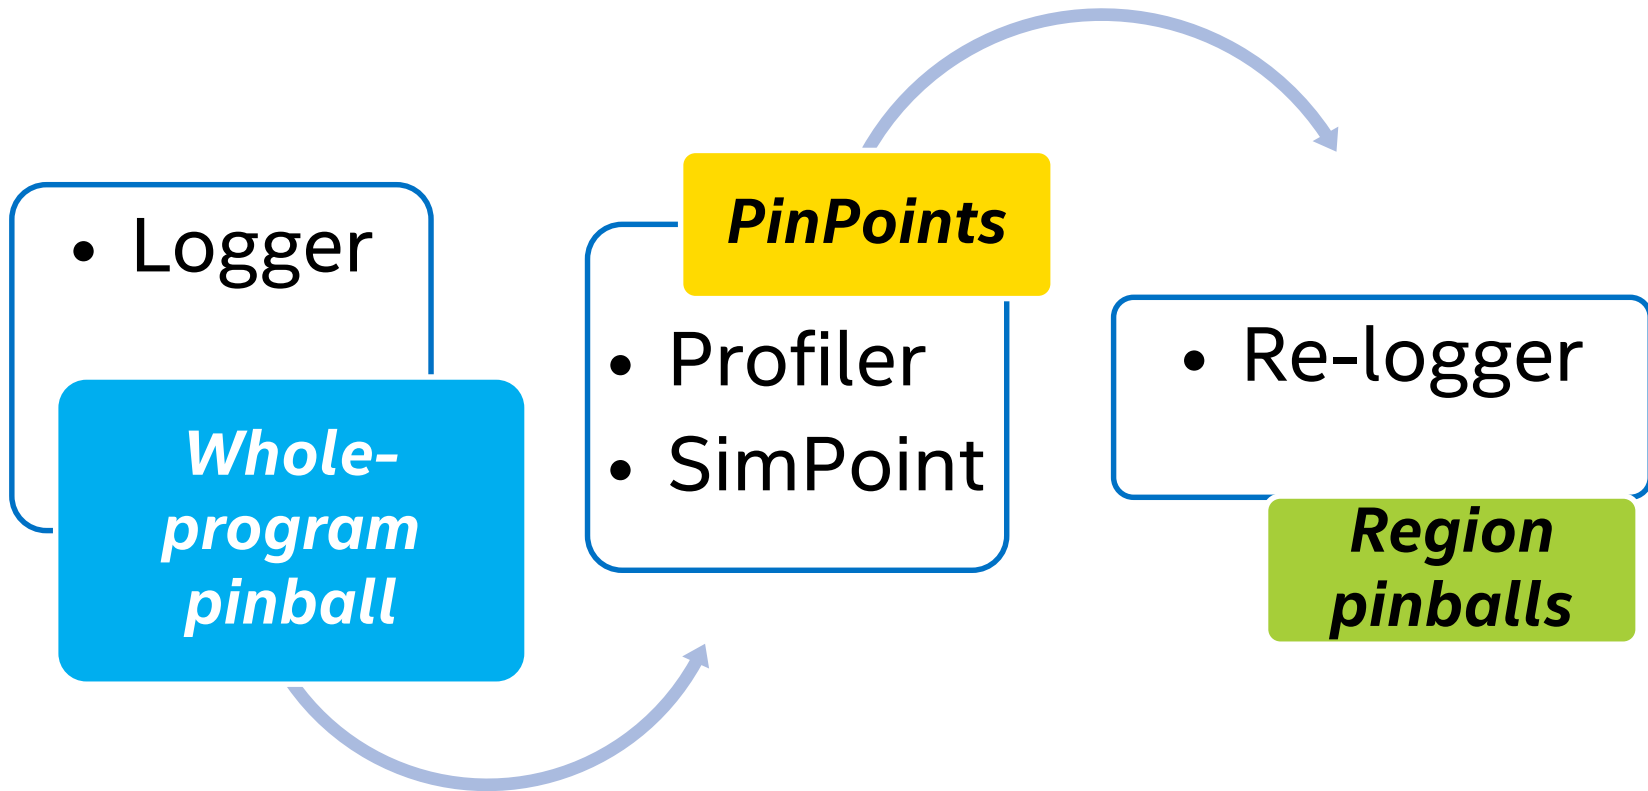 • Logger
Whole-
program
pinball
PinPoints
• Profiler
• SimPoint
• Re-logger
Region
pinballs